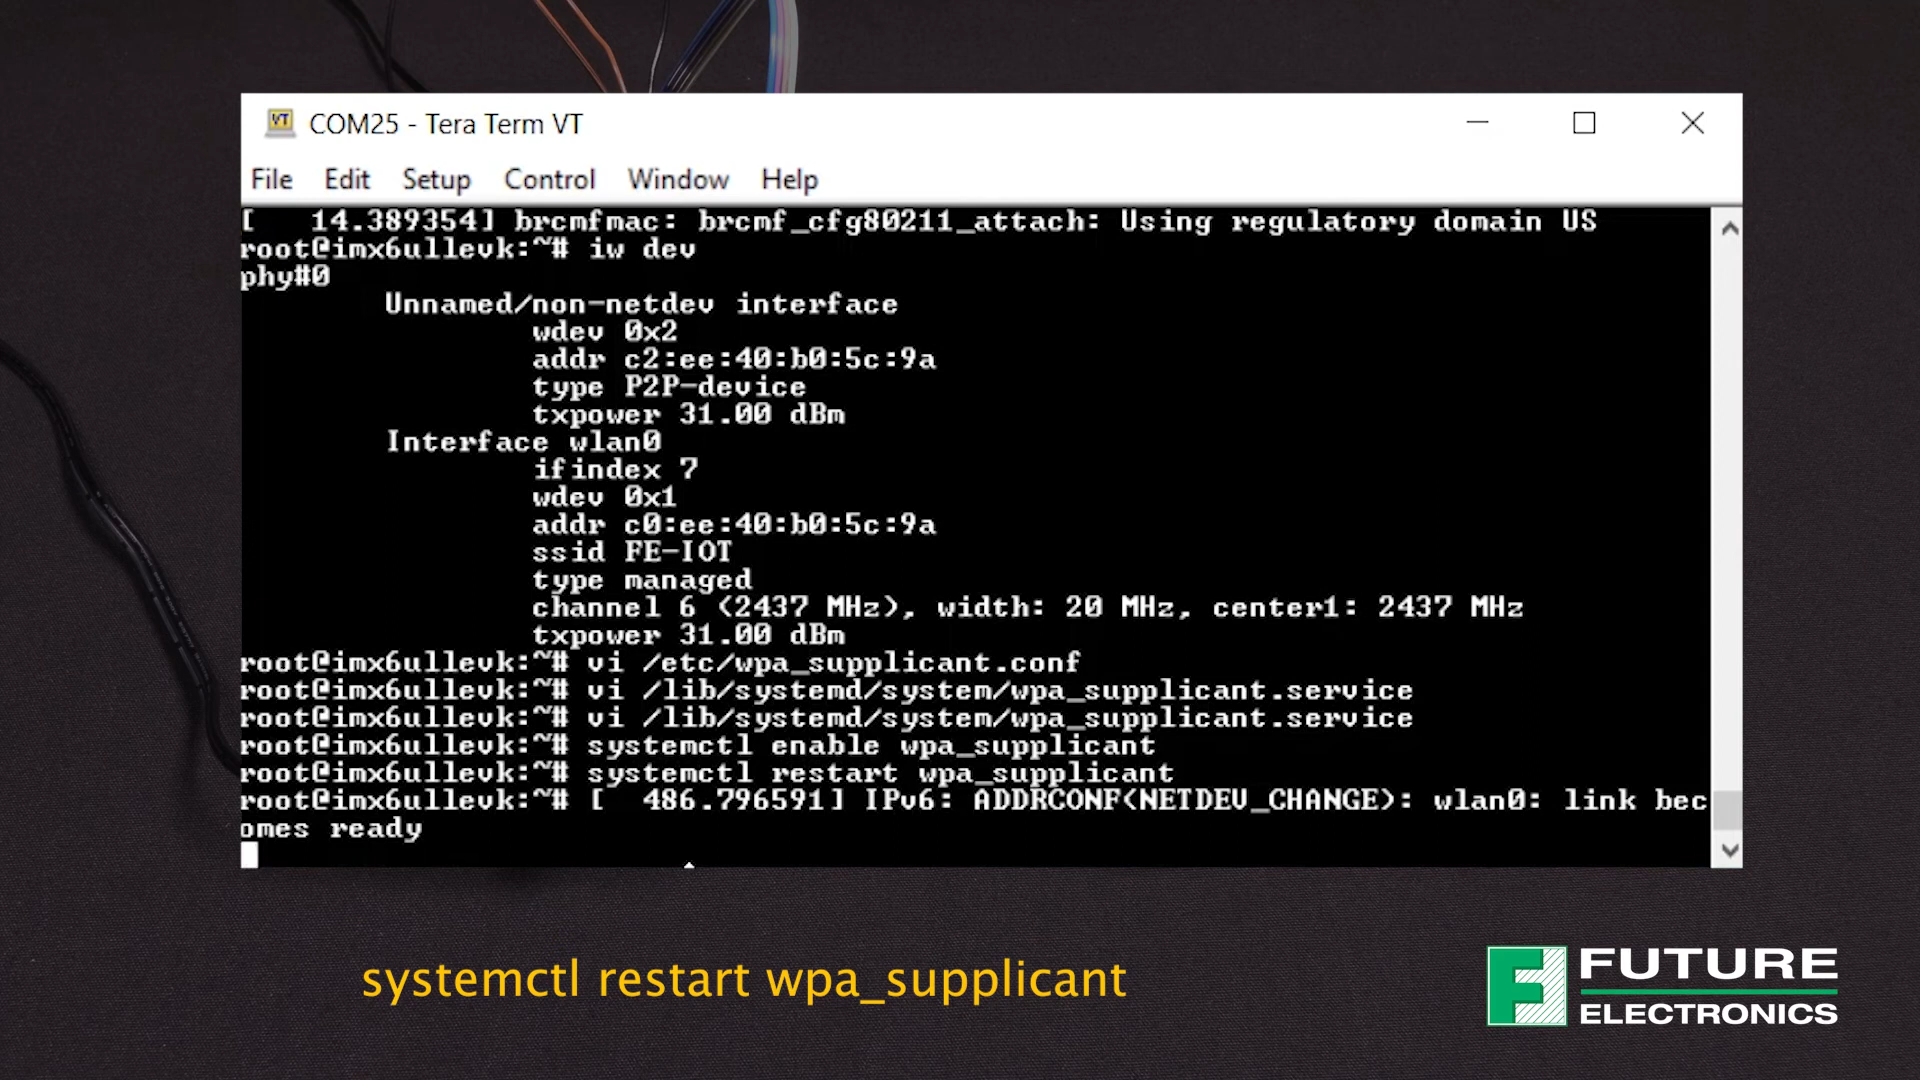 COM25 - Tera Term VT
File Edit Setup Control Window Help
[   14.389354] brcmfmac: brcmf_cfg80211_attach: Using regulatory domain US
root@imx6ullevk:~# iw dev
phy#0
Unnamed/non-netdev interface
wdev 0x2
addr c2:ee:40:b0:5c:9a
type P2P-device
txpower 31.00 dBm
Interface wlan0
ifindex 7
wdev 0x1
addr c0:ee:40:b0:5c:9a
ssid FE-IOT
type managed
channel 6 (2437 MHz), width: 20 MHz, center1: 2437 MHz
txpower 31.00 dBm
root@imx6ullevk:~# vi /etc/wpa_supplicant.conf
root@imx6ullevk:~# vi /lib/systemd/system/wpa_supplicant.service
root@imx6ullevk:~# vi /lib/systemd/system/wpa_supplicant.service
root@imx6ullevk:~# systemctl enable wpa_supplicant
root@imx6ullevk:~# systemctl restart wpa_supplicant
root@imx6ullevk:~# [  486.796591] IPv6: ADDRCONF(NETDEV_CHANGE): wlan0: link bec
omes ready
systemctl restart wpa_supplicant
FUTURE
ELECTRONICS